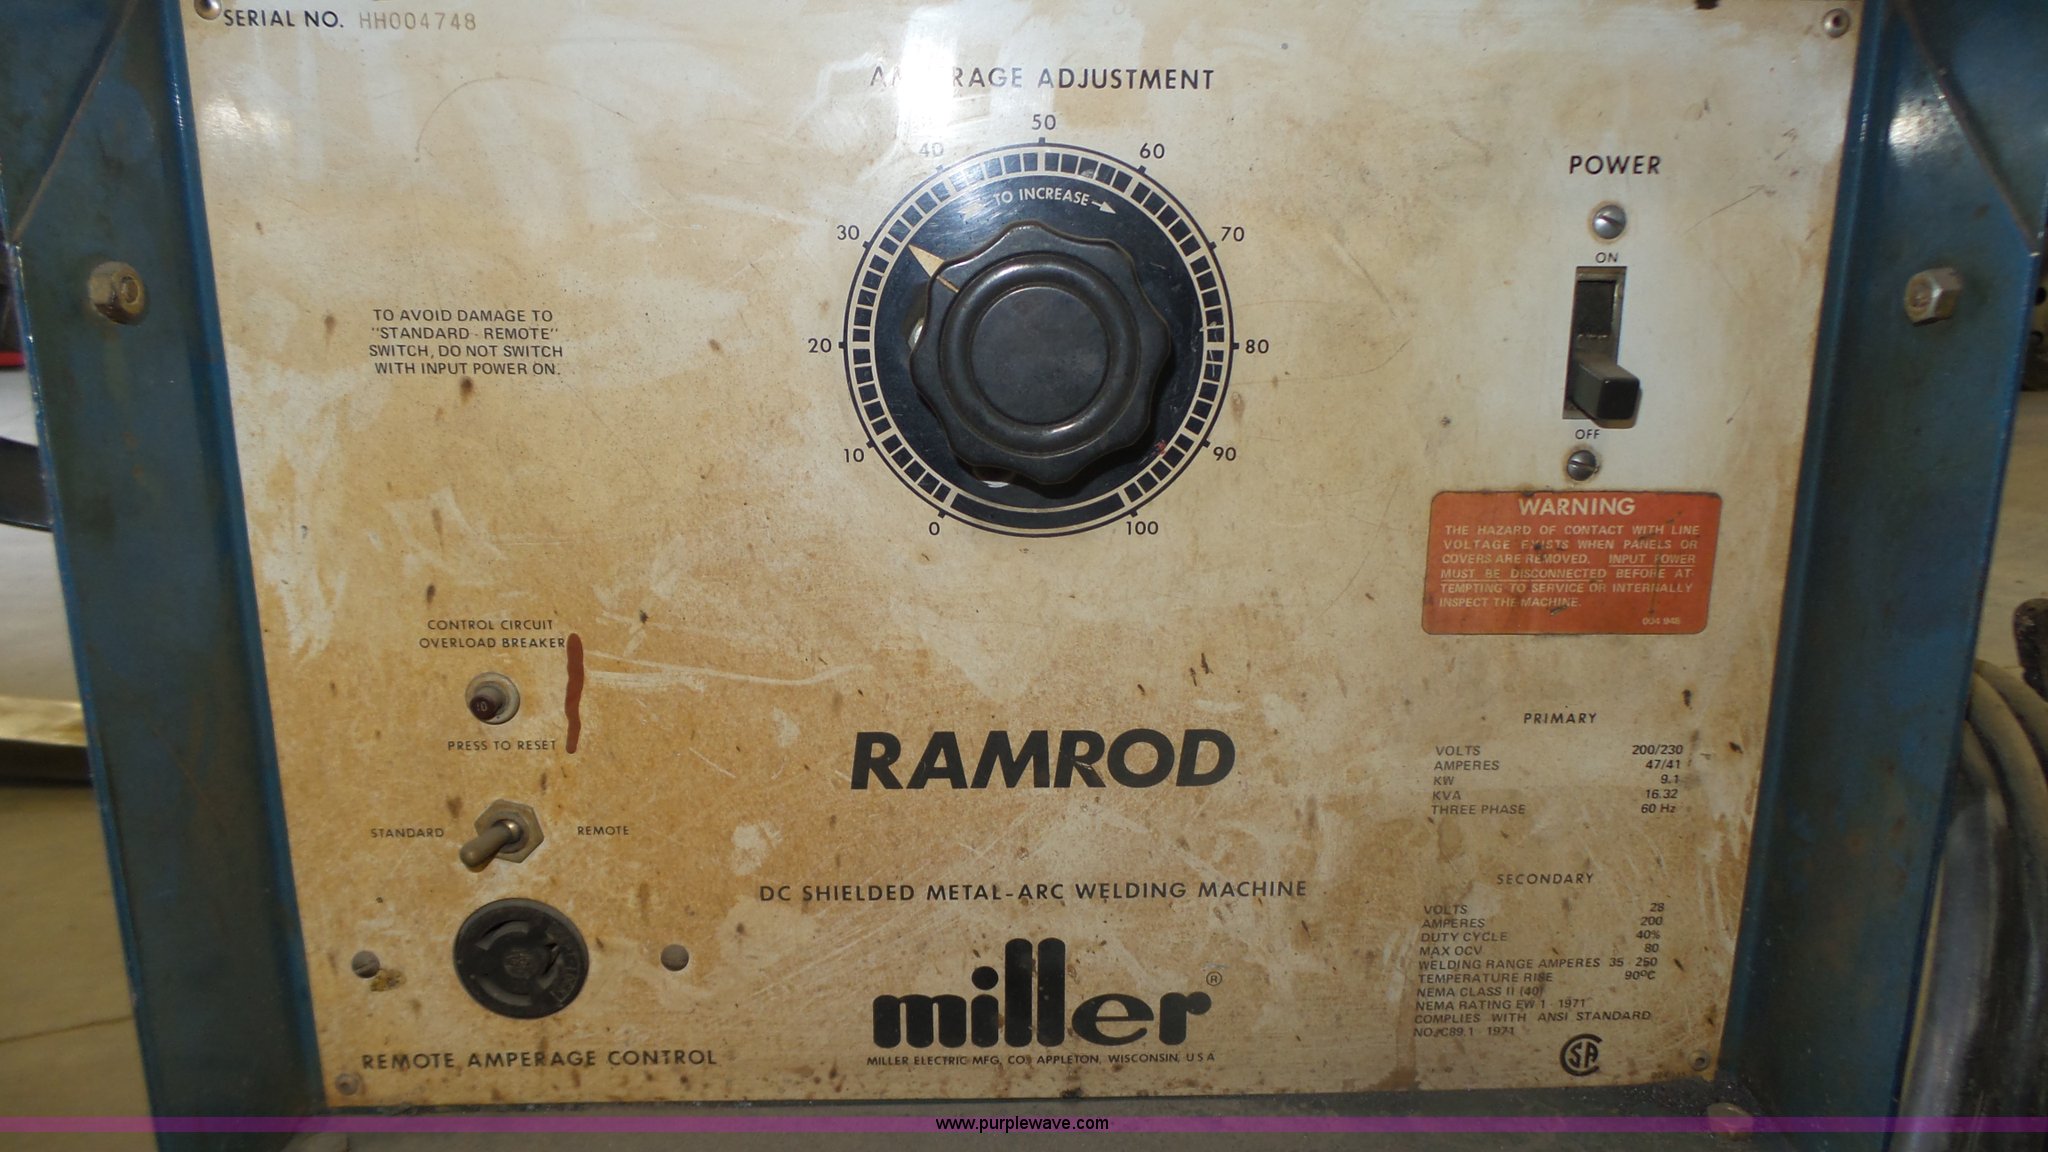 SERIAL NO. HH004748
AMPERAGE ADJUSTMENT
0
10
20
30
40
50
60
70
80
90
100
TO INCREASE
POWER
ON
OFF
TO AVOID DAMAGE TO
"STANDARD - REMOTE"
SWITCH, DO NOT SWITCH
WITH INPUT POWER ON.
WARNING
THE HAZARD OF CONTACT WITH LINE
VOLTAGE EXISTS WHEN PANELS OR
COVERS ARE REMOVED. INPUT POWER
MUST BE DISCONNECTED BEFORE AT-
TEMPTING TO SERVICE OR INTERNALLY
INSPECT THE MACHINE.
004 948
CONTROL CIRCUIT
OVERLOAD BREAKER
10
PRESS TO RESET
STANDARD
REMOTE
REMOTE AMPERAGE CONTROL
RAMROD
DC SHIELDED METAL-ARC WELDING MACHINE
miller ®
MILLER ELECTRIC MFG, CO. APPLETON, WISCONSIN, U S A
PRIMARY
VOLTS 200/230
AMPERES 47/41
KW 9.1
KVA 16.32
THREE PHASE 60 Hz
SECONDARY
VOLTS 28
AMPERES 200
DUTY CYCLE 40%
MAX OCV 80
WELDING RANGE AMPERES 35 - 250
TEMPERATURE RISE 90ºC
NEMA CLASS II (40)
NEMA RATING EW 1 - 1971
COMPLIES WITH ANSI STANDARD
NO. C89.1 - 1971
CSA
www.purplewave.com